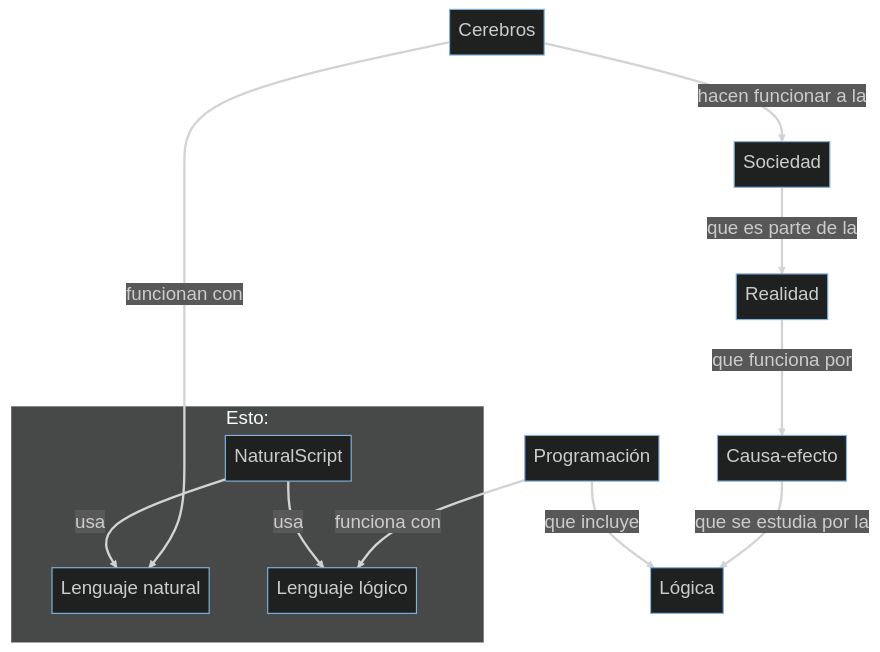 Cerebros
hacen funcionar a la
Sociedad
que es parte de la
Realidad
funcionan con
que funciona por
Esto:
NaturalScript
Programación
Causa-efecto
usa
usa
funciona con
que incluye
que se estudia por la
Lenguaje natural
Lenguaje lógico
Lógica